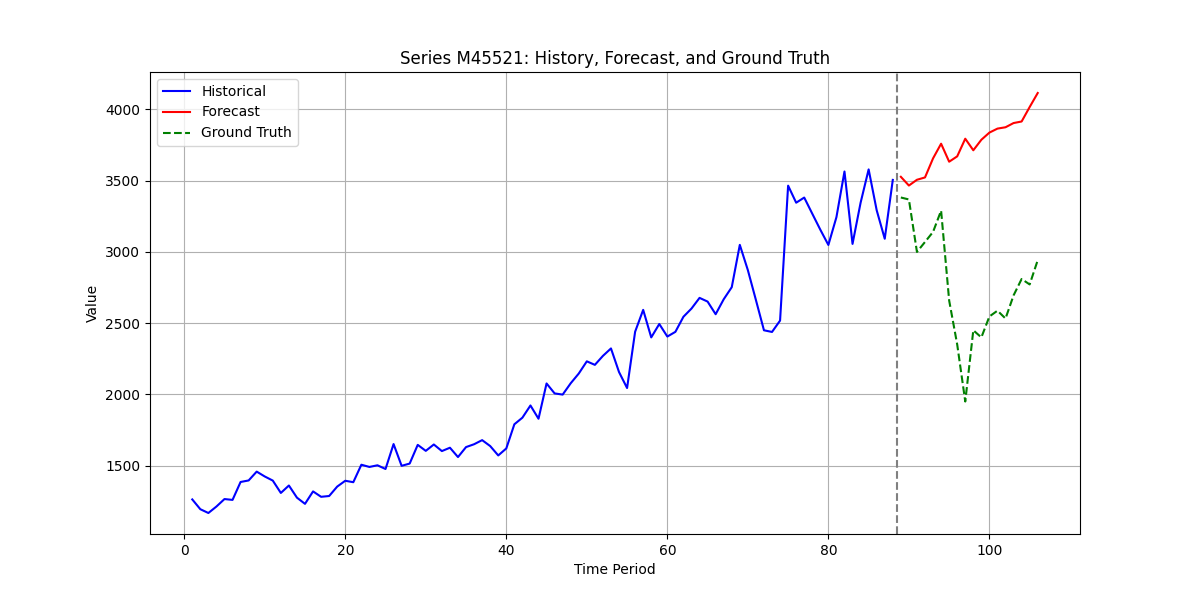 Series M45521: History, Forecast, and Ground Truth
Historical
Forecast
Ground Truth
4000
3500
3000
2500
2000
1500
Value
0
20
40
60
80
100
Time Period